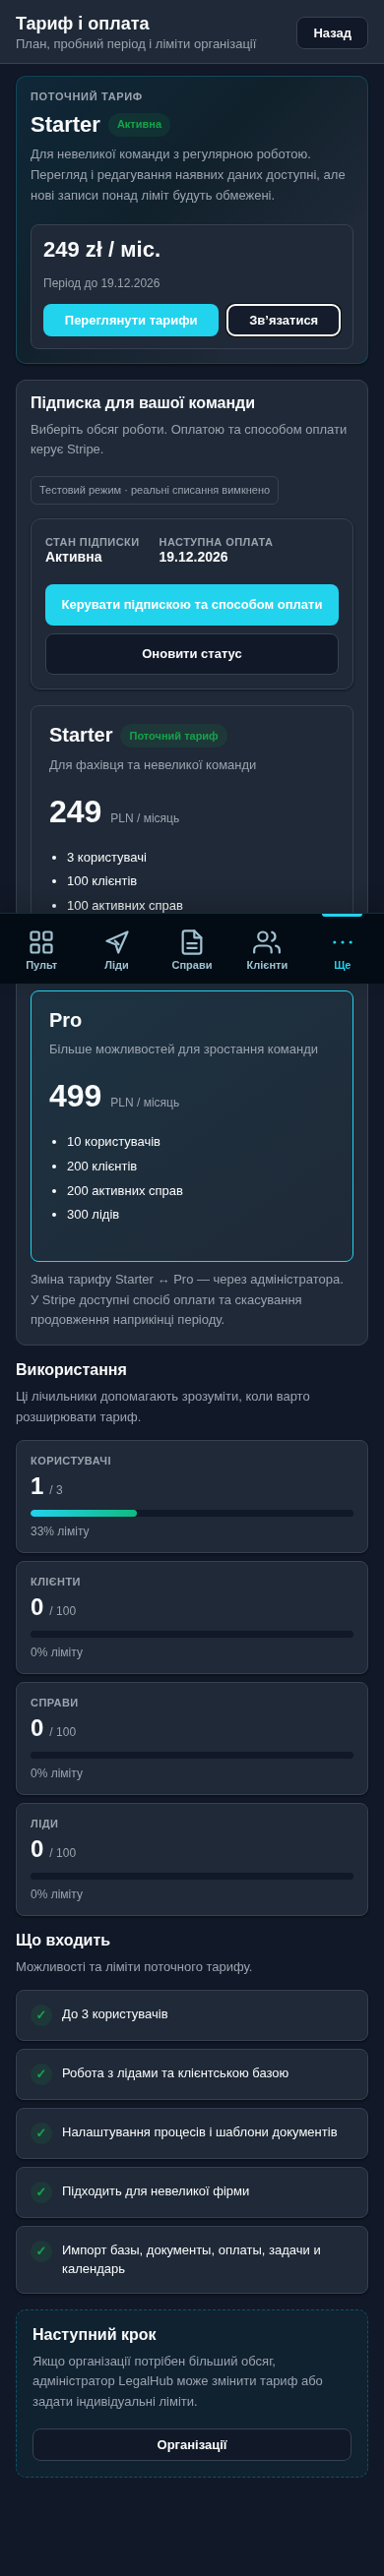 Тариф і оплата
План, пробний період і ліміти організації
Назад
ПОТОЧНИЙ ТАРИФ
Starter Активна
Для невеликої команди з регулярною роботою.
Перегляд і редагування наявних даних доступні, але
нові записи понад ліміт будуть обмежені.
249 zł / міс.
Період до 19.12.2026
Переглянути тарифи
Зв’язатися
Підписка для вашої команди
Виберіть обсяг роботи. Оплатою та способом оплати
керує Stripe.
Тестовий режим · реальні списання вимкнено
СТАН ПІДПИСКИ
Активна
НАСТУПНА ОПЛАТА
19.12.2026
Керувати підпискою та способом оплати
Оновити статус
Starter Поточний тариф
Для фахівця та невеликої команди
249 PLN / місяць
• 3 користувачі
• 100 клієнтів
• 100 активних справ
Пульт
Ліди
Справи
Клієнти
Ще
Pro
Більше можливостей для зростання команди
499 PLN / місяць
• 10 користувачів
• 200 клієнтів
• 200 активних справ
• 300 лідів
Зміна тарифу Starter ↔ Pro — через адміністратора.
У Stripe доступні спосіб оплати та скасування
продовження наприкінці періоду.
Використання
Ці лічильники допомагають зрозуміти, коли варто
розширювати тариф.
КОРИСТУВАЧІ
1 / 3
33% ліміту
КЛІЄНТИ
0 / 100
0% ліміту
СПРАВИ
0 / 100
0% ліміту
ЛІДИ
0 / 100
0% ліміту
Що входить
Можливості та ліміти поточного тарифу.
✓ До 3 користувачів
✓ Робота з лідами та клієнтською базою
✓ Налаштування процесів і шаблони документів
✓ Підходить для невеликої фірми
✓ Импорт базы, документы, оплаты, задачи и
календарь
Наступний крок
Якщо організації потрібен більший обсяг,
адміністратор LegalHub може змінити тариф або
задати індивідуальні ліміти.
Організації